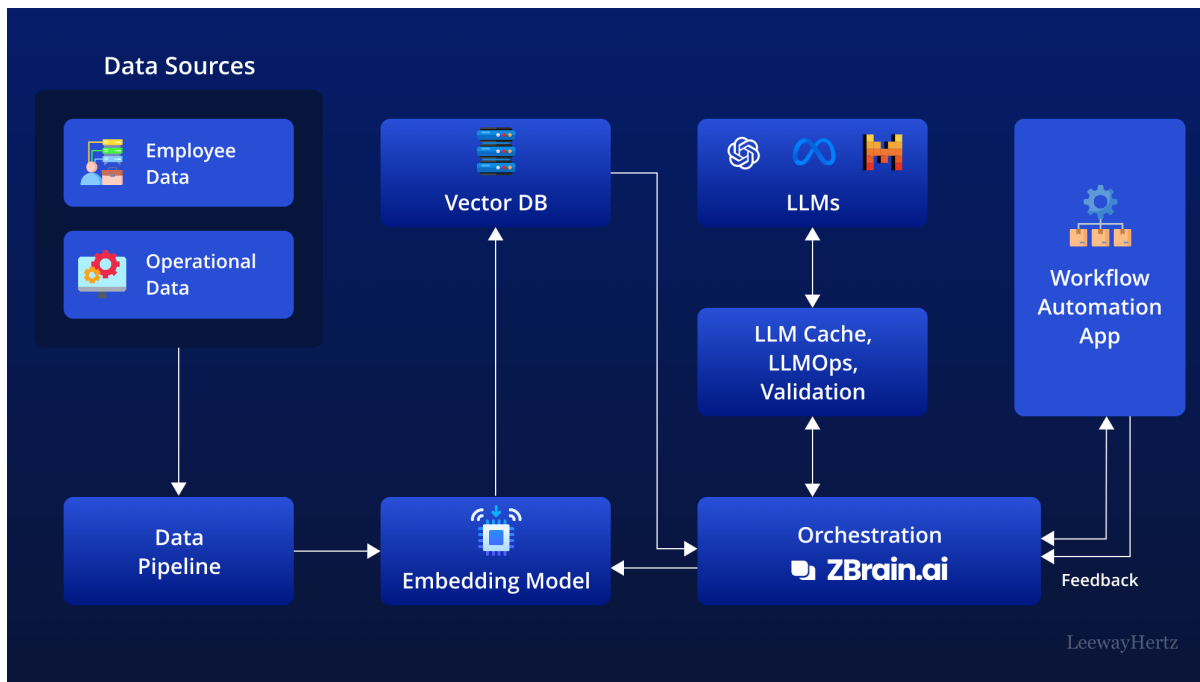 Data Sources
Employee
Data
Operational
Data
Vector DB
LLMs
Workflow
Automation
App
LLM Cache,
LLMOps,
Validation
Data
Pipeline
Embedding Model
Orchestration
ZBrain.ai
Feedback
LeewayHertz